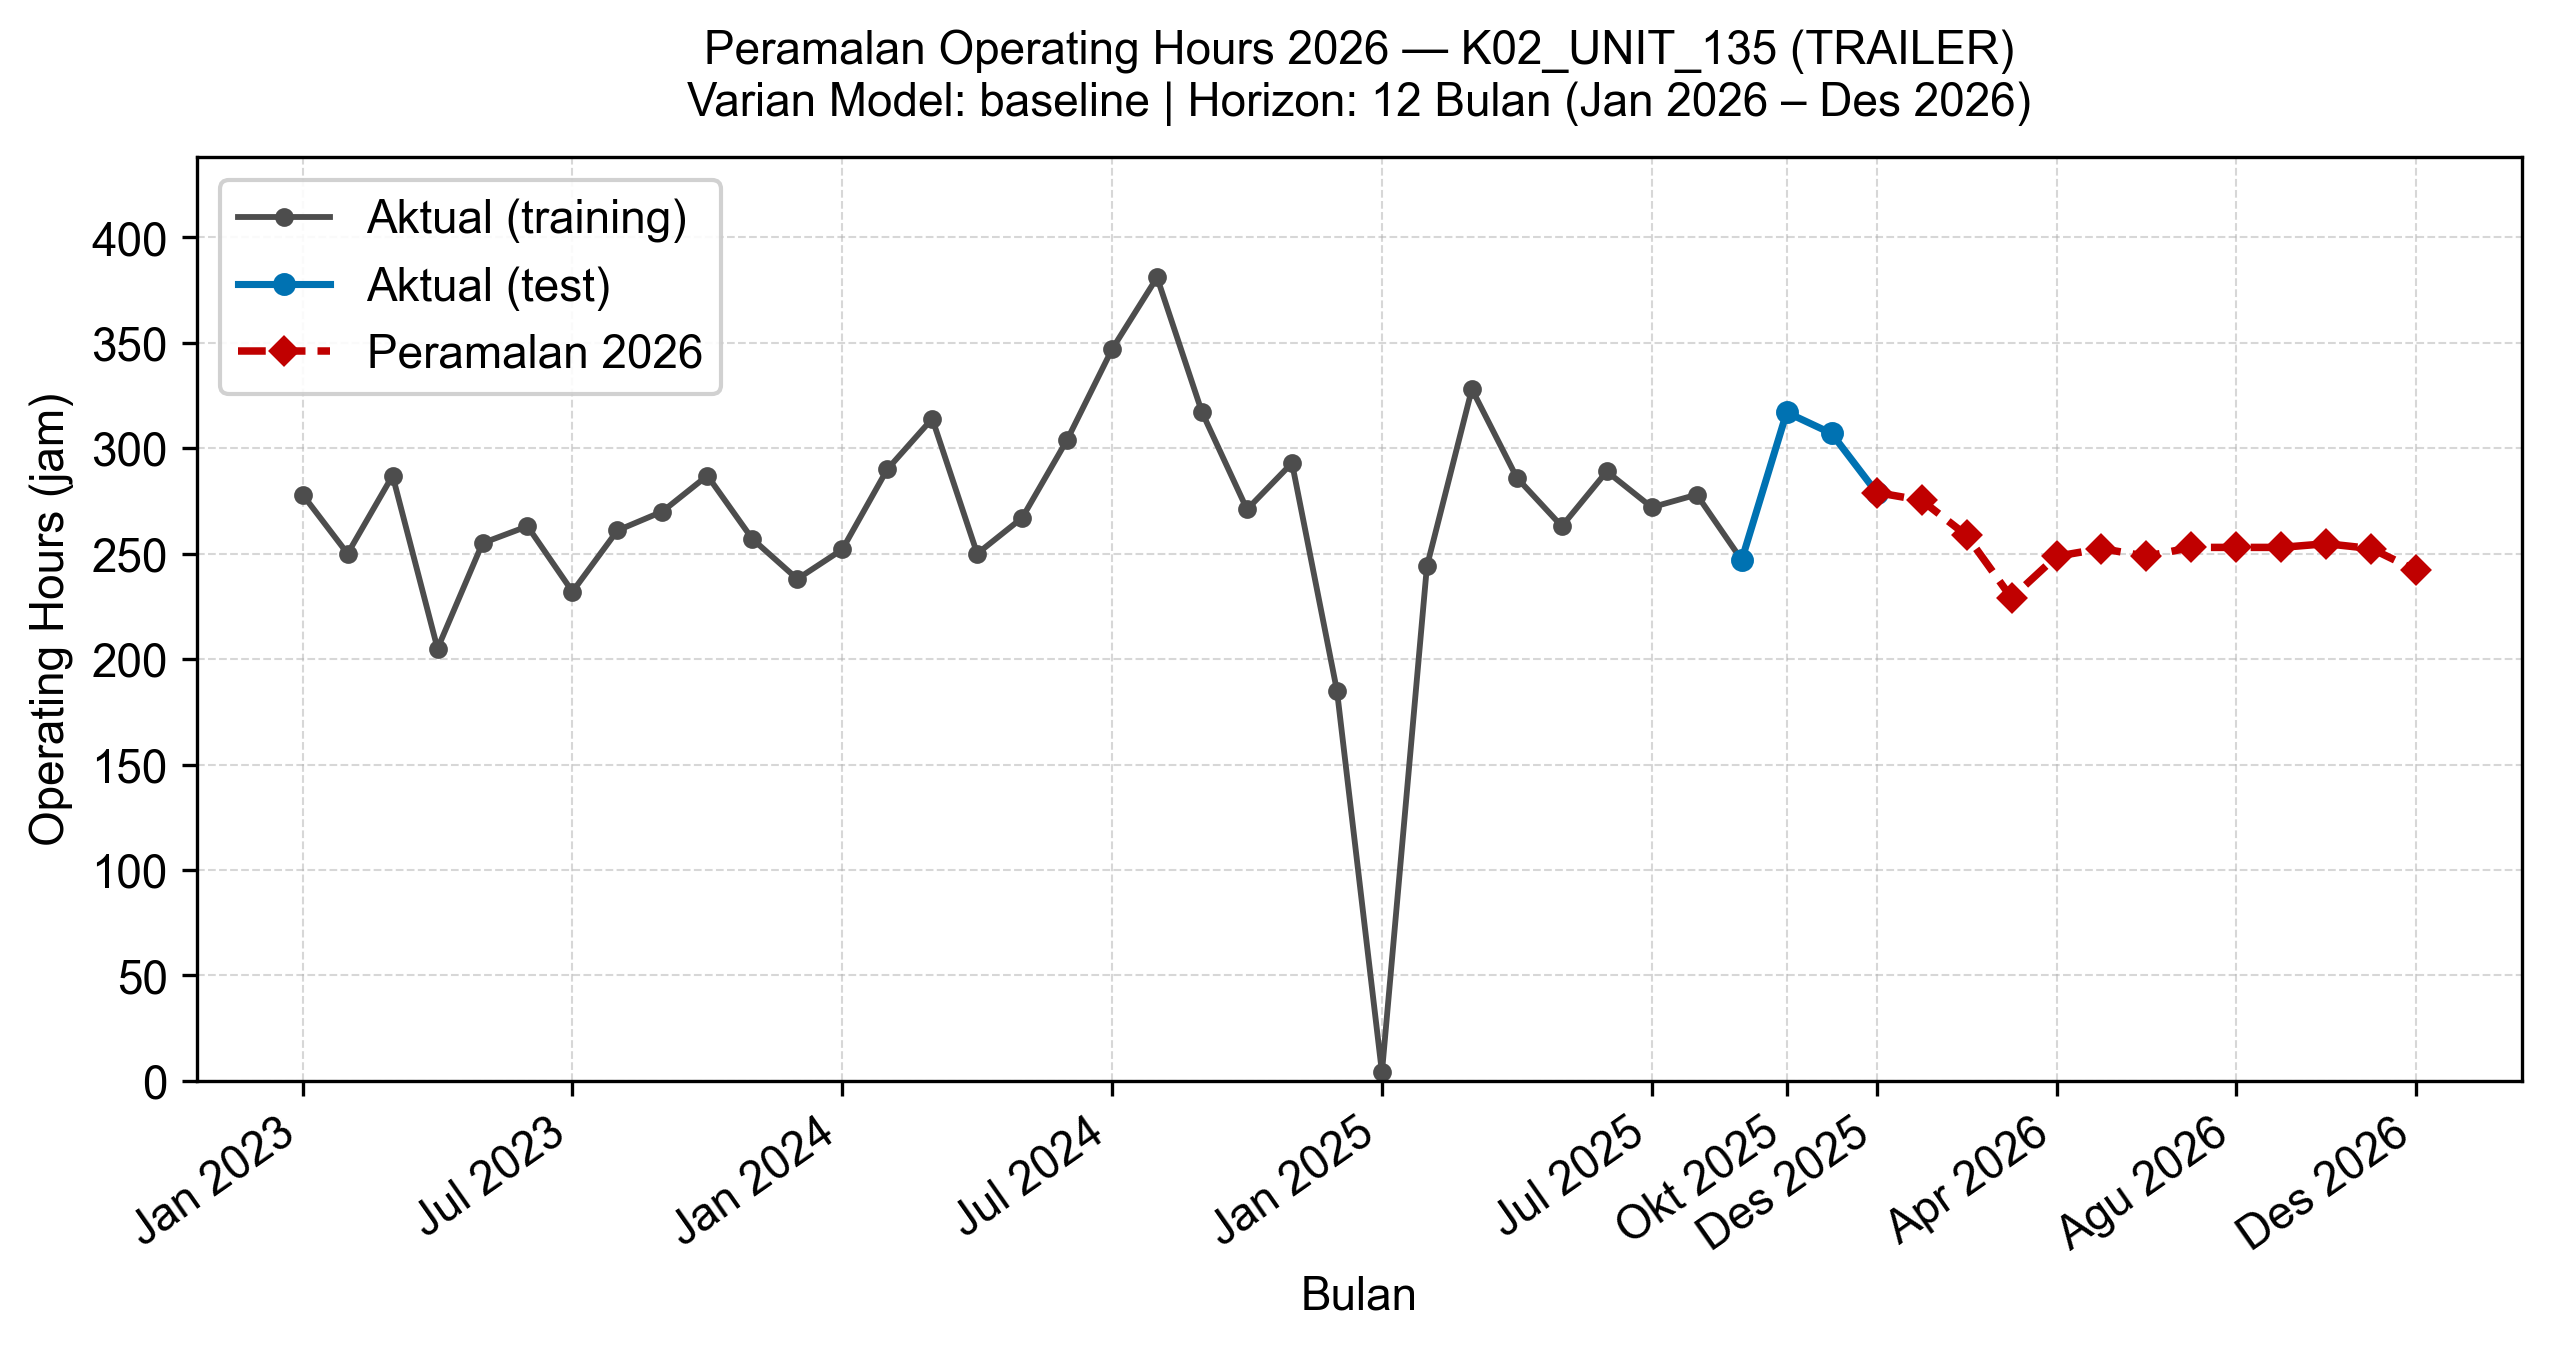 Peramalan Operating Hours 2026 — K02_UNIT_135 (TRAILER)
Varian Model: baseline | Horizon: 12 Bulan (Jan 2026 – Des 2026)
Aktual (training)
Aktual (test)
Peramalan 2026
Operating Hours (jam)
400
350
300
250
200
150
100
50
0
Jan 2023
Jul 2023
Jan 2024
Jul 2024
Jan 2025
Jul 2025
Okt 2025
Des 2025
Apr 2026
Agu 2026
Des 2026
Bulan